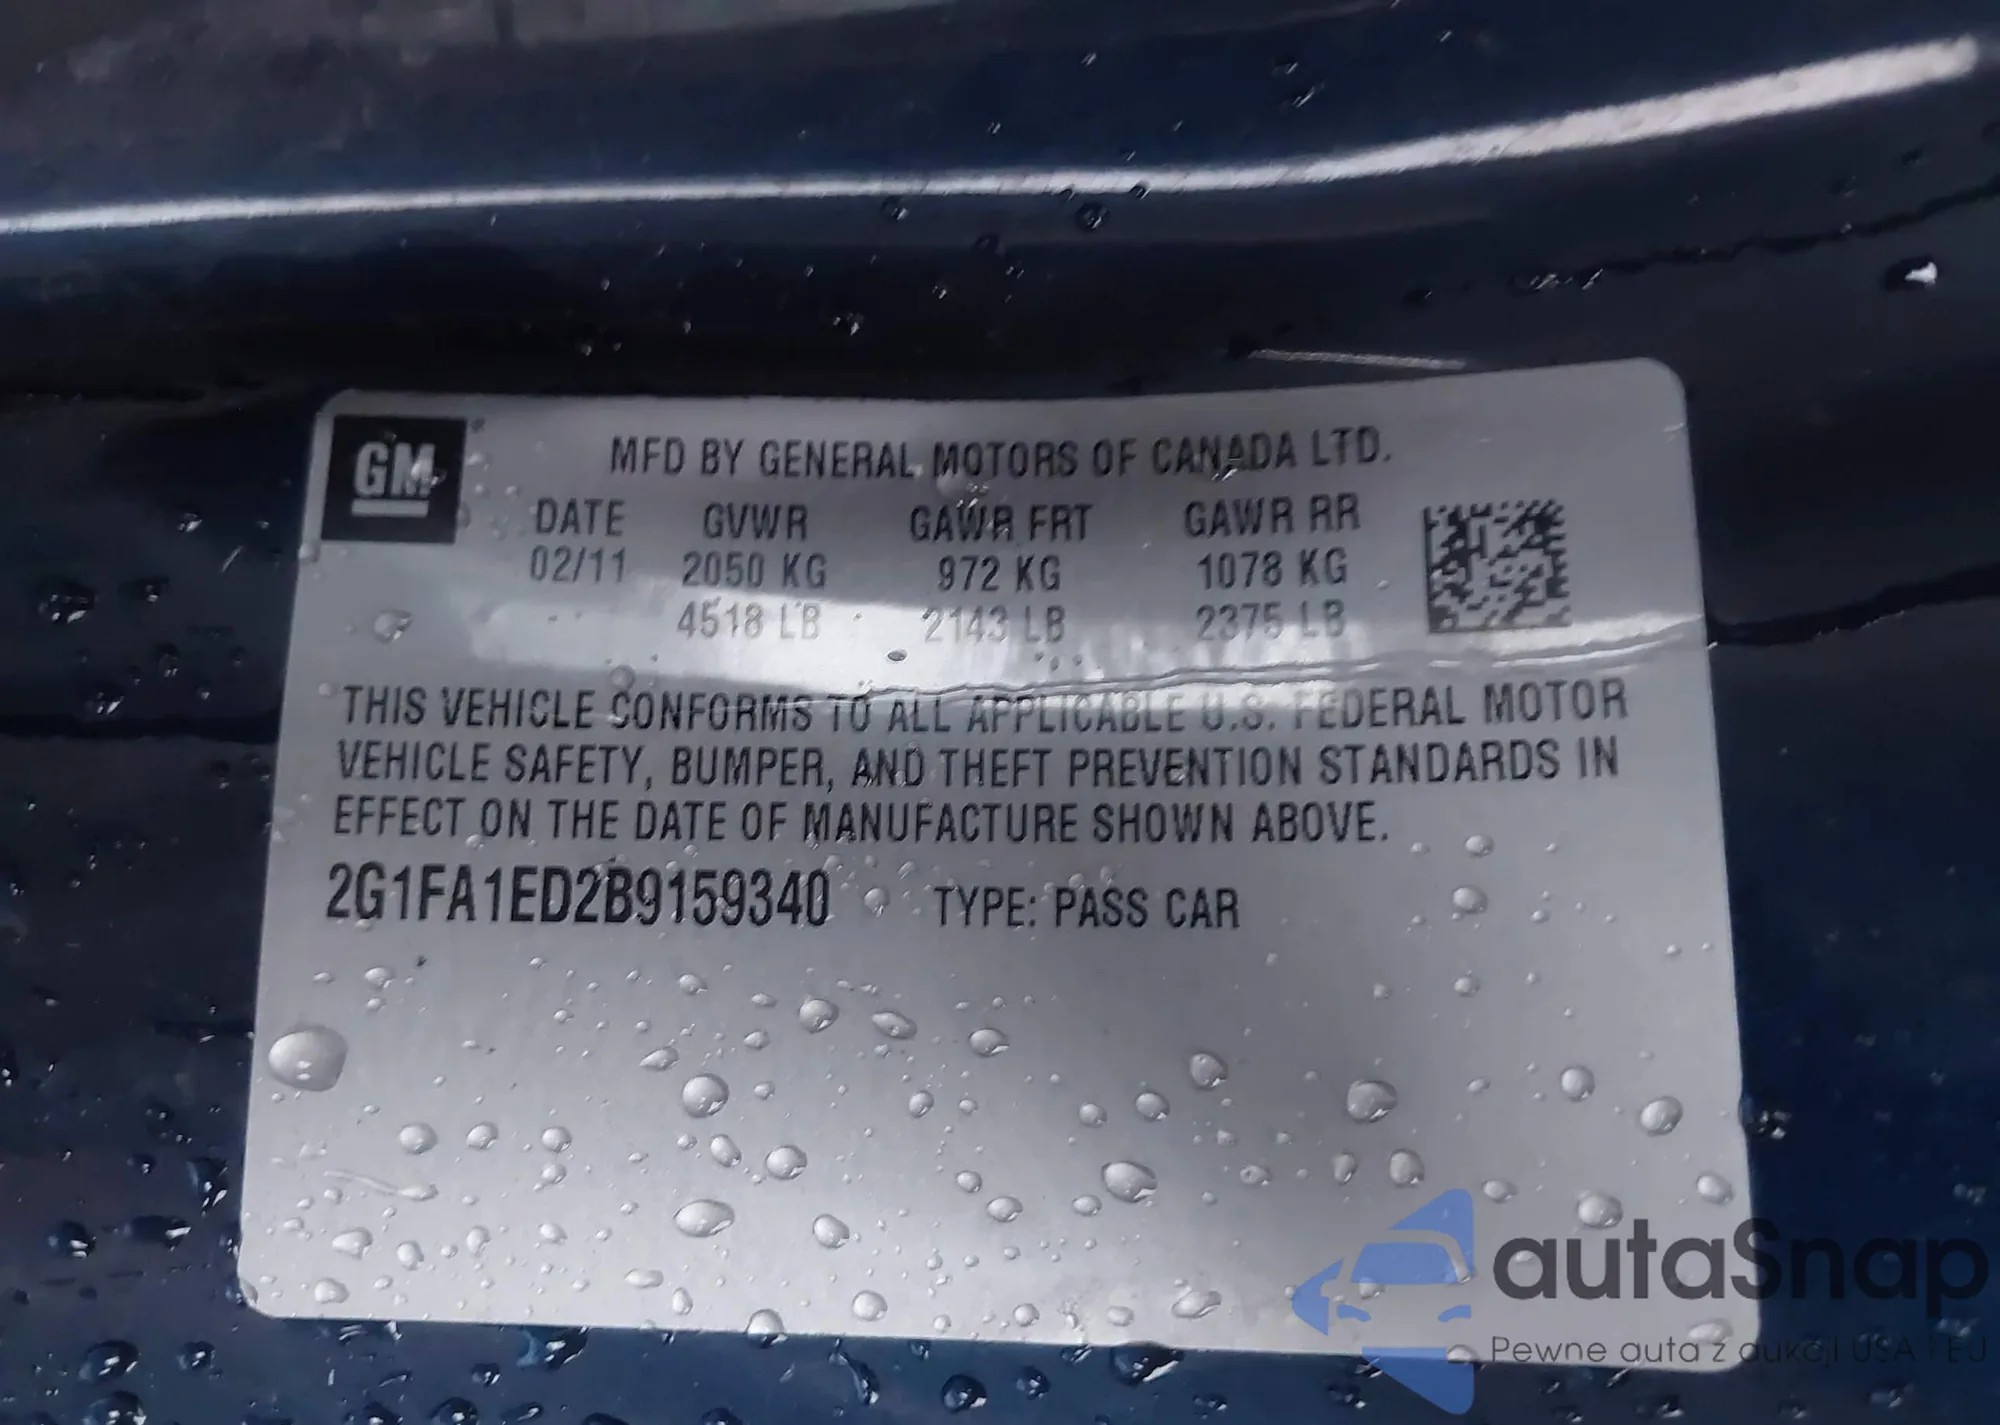 GM
MFD BY GENERAL MOTORS OF CANADA LTD.
DATE GVWR GAWR FRT GAWR RR
02/11 2050 KG 972 KG 1078 KG
4518 LB 2143 LB 2375 LB
THIS VEHICLE CONFORMS TO ALL APPLICABLE U.S. FEDERAL MOTOR
VEHICLE SAFETY, BUMPER, AND THEFT PREVENTION STANDARDS IN
EFFECT ON THE DATE OF MANUFACTURE SHOWN ABOVE.
2G1FA1ED2B9159340 TYPE: PASS CAR
autaSnap
Pewne auta z aukcji USA i EU